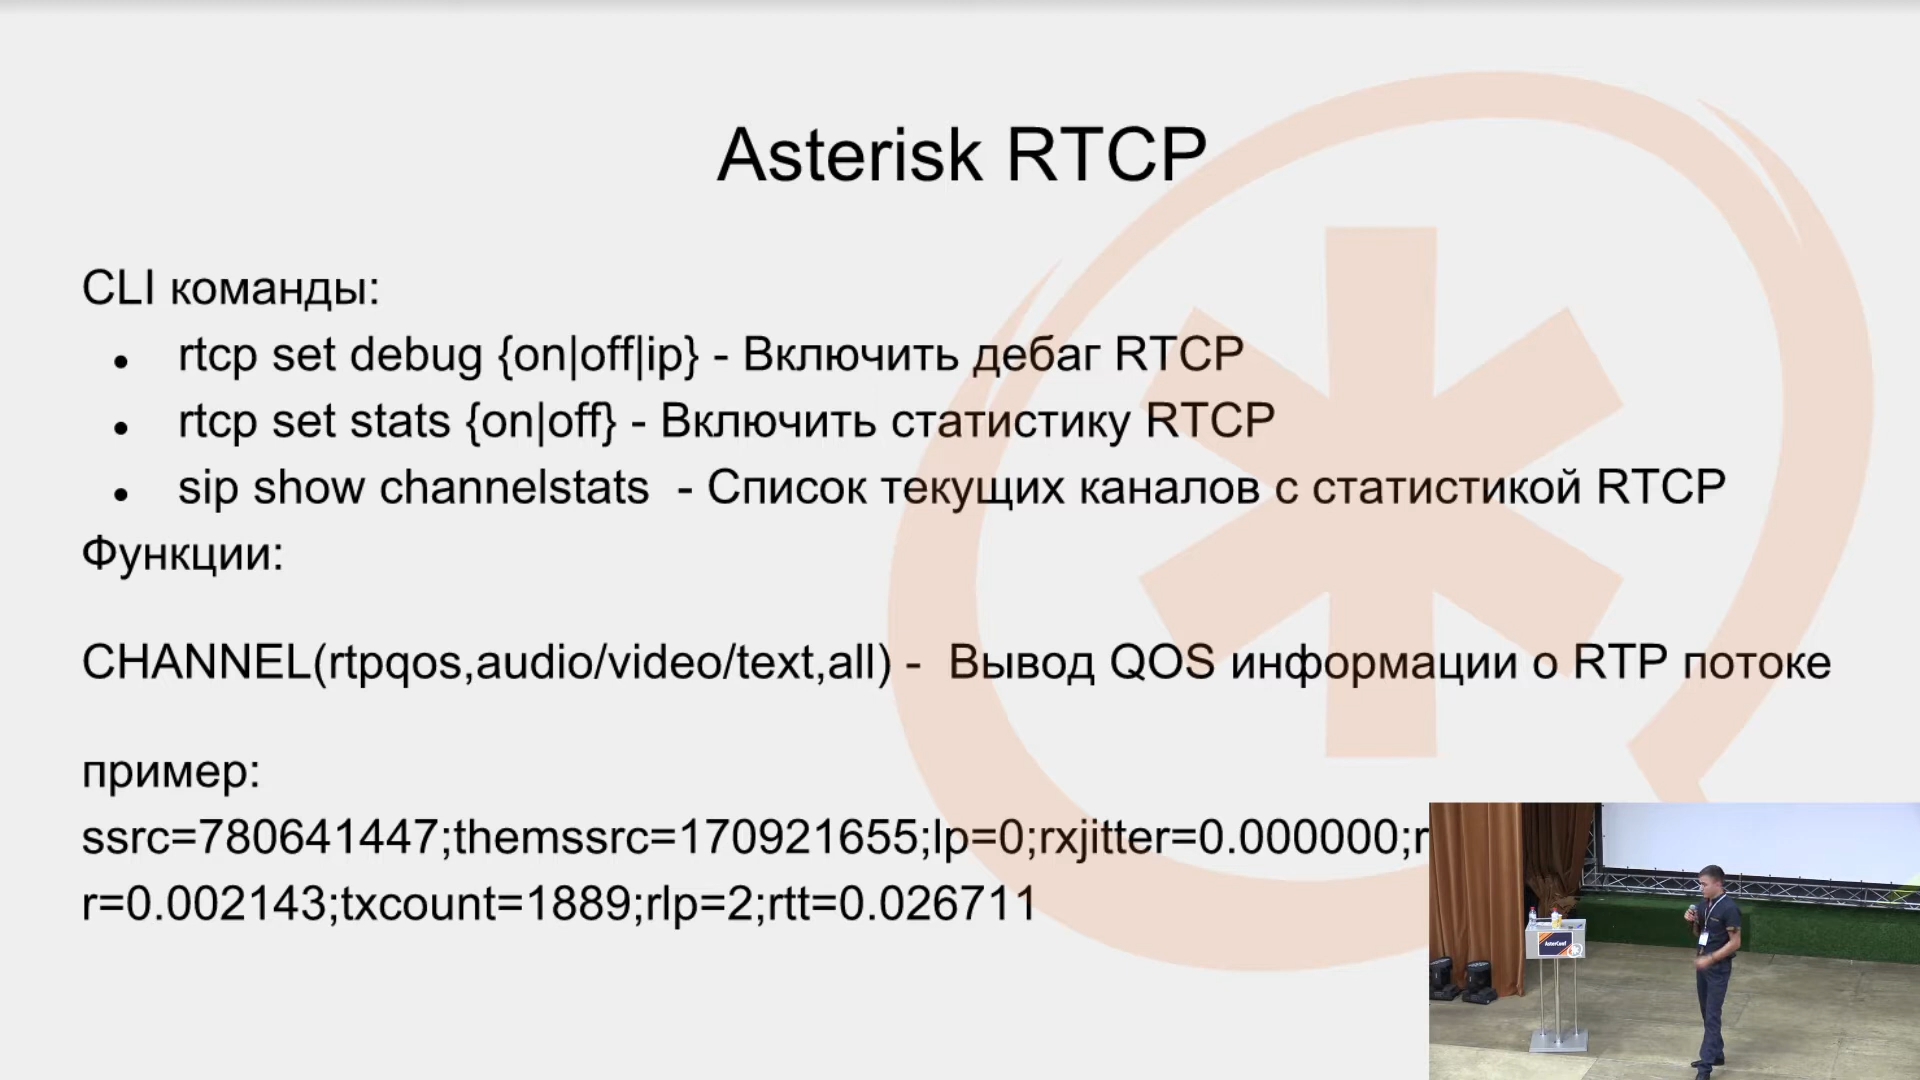 Asterisk RTCP
CLI команды:
● rtcp set debug {on|off|ip} - Включить дебаг RTCP
● rtcp set stats {on|off} - Включить статистику RTCP
● sip show channelstats - Список текущих каналов с статистикой RTCP
Функции:
CHANNEL(rtpqos,audio/video/text,all) - Вывод QOS информации о RTP потоке
пример:
ssrc=780641447;themssrc=170921655;lp=0;rxjitter=0.000000;r
r=0.002143;txcount=1889;rlp=2;rtt=0.026711
AsterConf